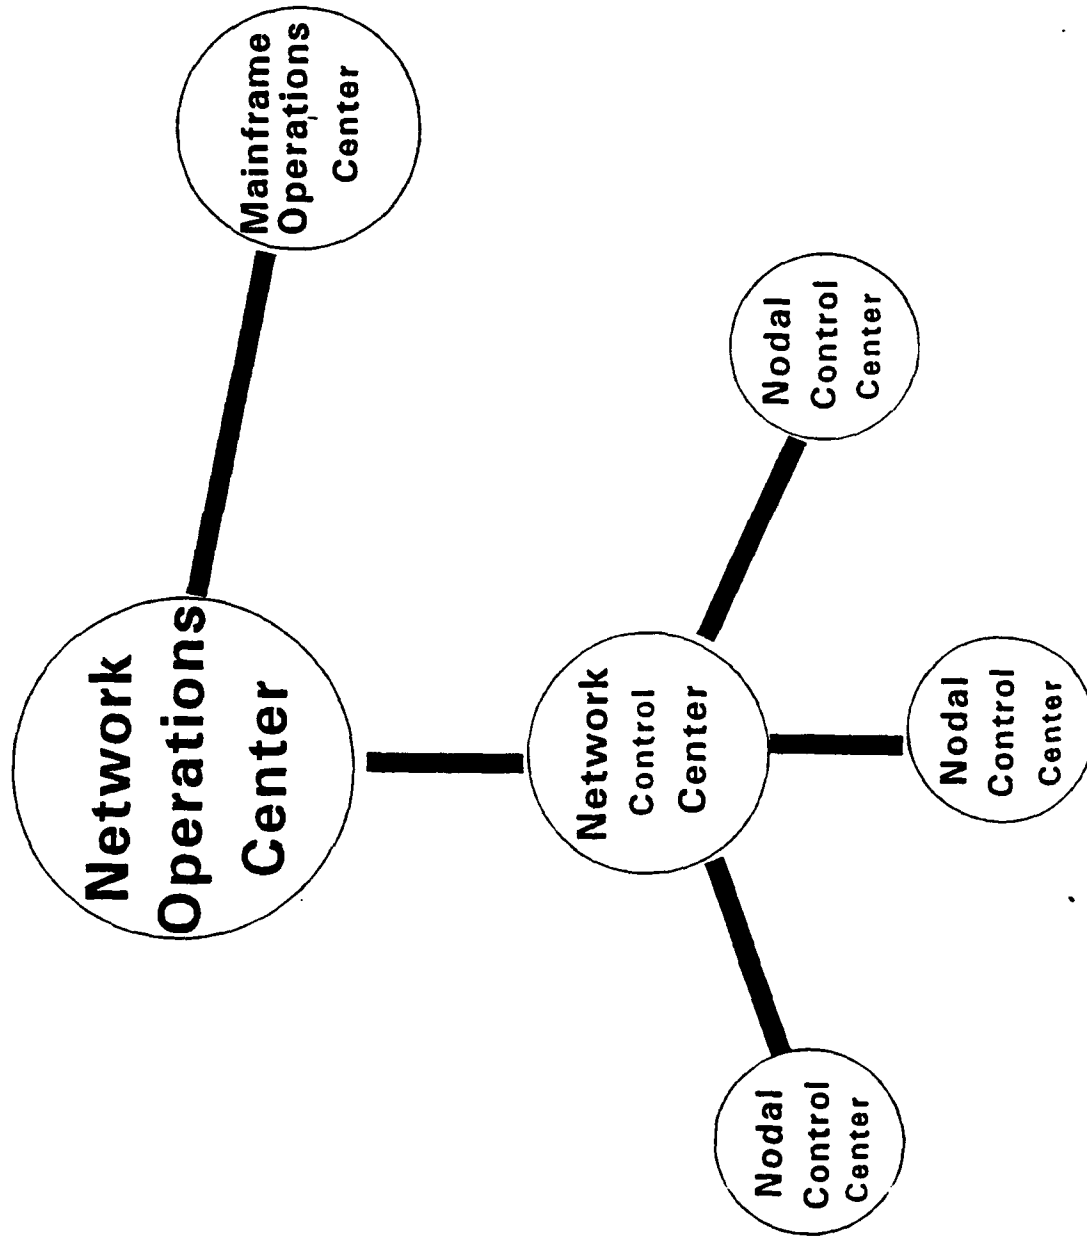 Network
Operations
Center
Mainframe
Operations
Center
Network
Control
Center
Nodal
Control
Center
Nodal
Control
Center
Nodal
Control
Center